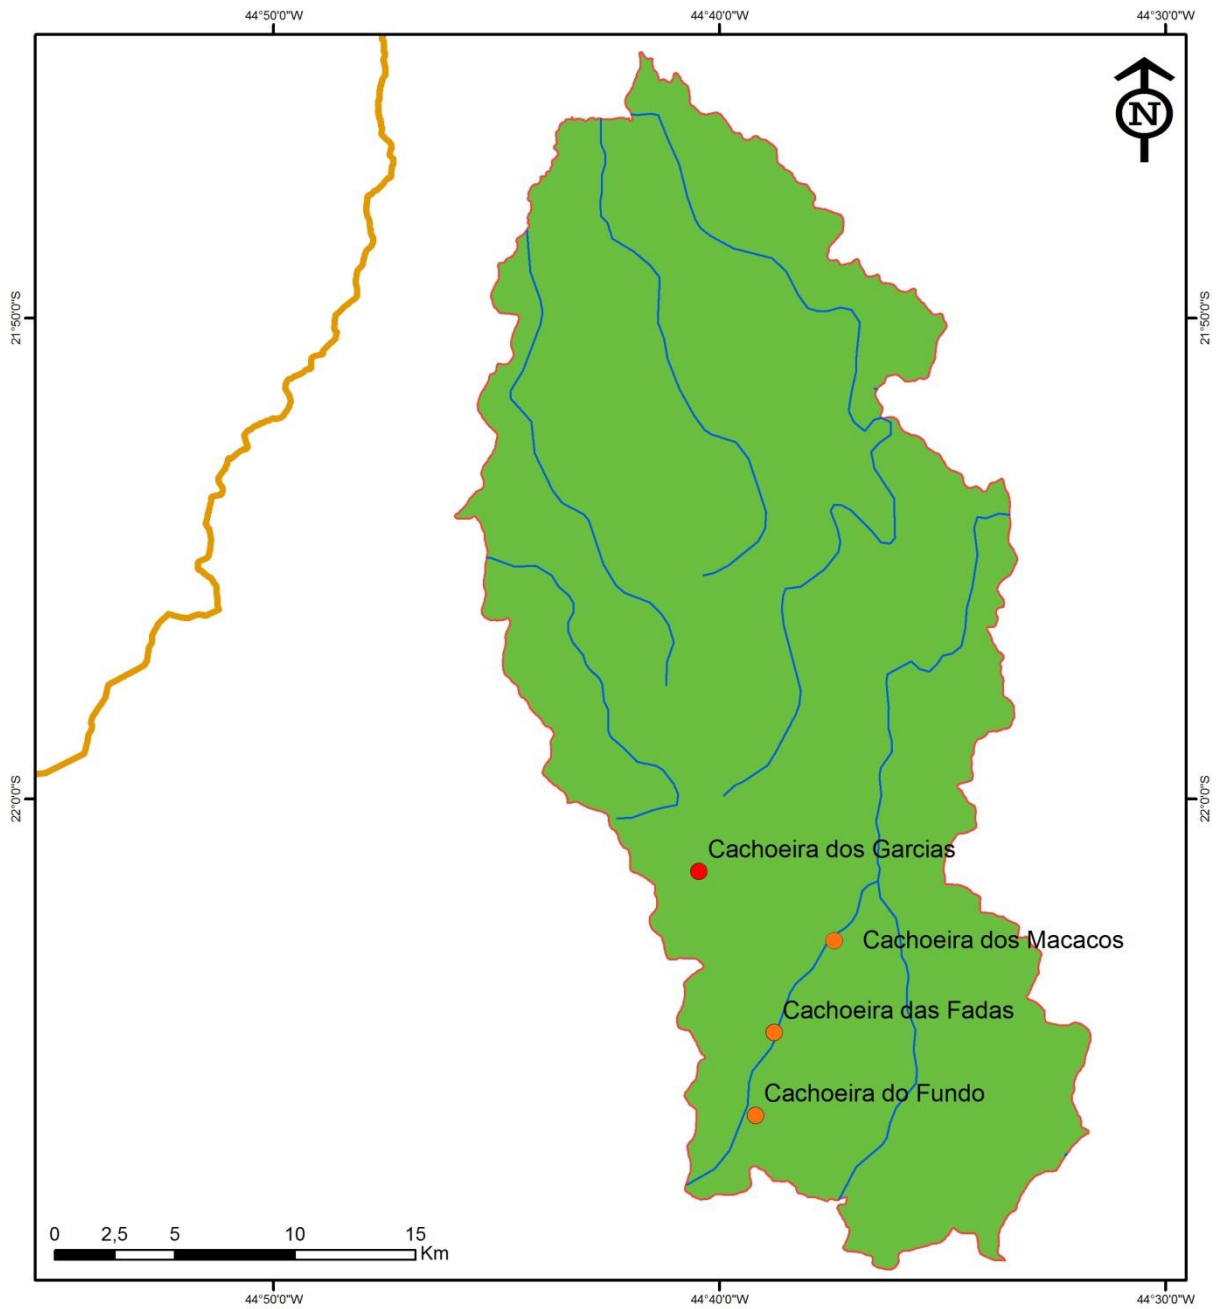 44°50'0"W 44°40'0"W 44°30'0"W
N
21°50'0"S 21°50'0"S
22°0'0"S 22°0'0"S
Cachoeira dos Garcias
Cachoeira dos Macacos
Cachoeira das Fadas
Cachoeira do Fundo
0 2,5 5 10 15
Km
44°50'0"W 44°40'0"W 44°30'0"W